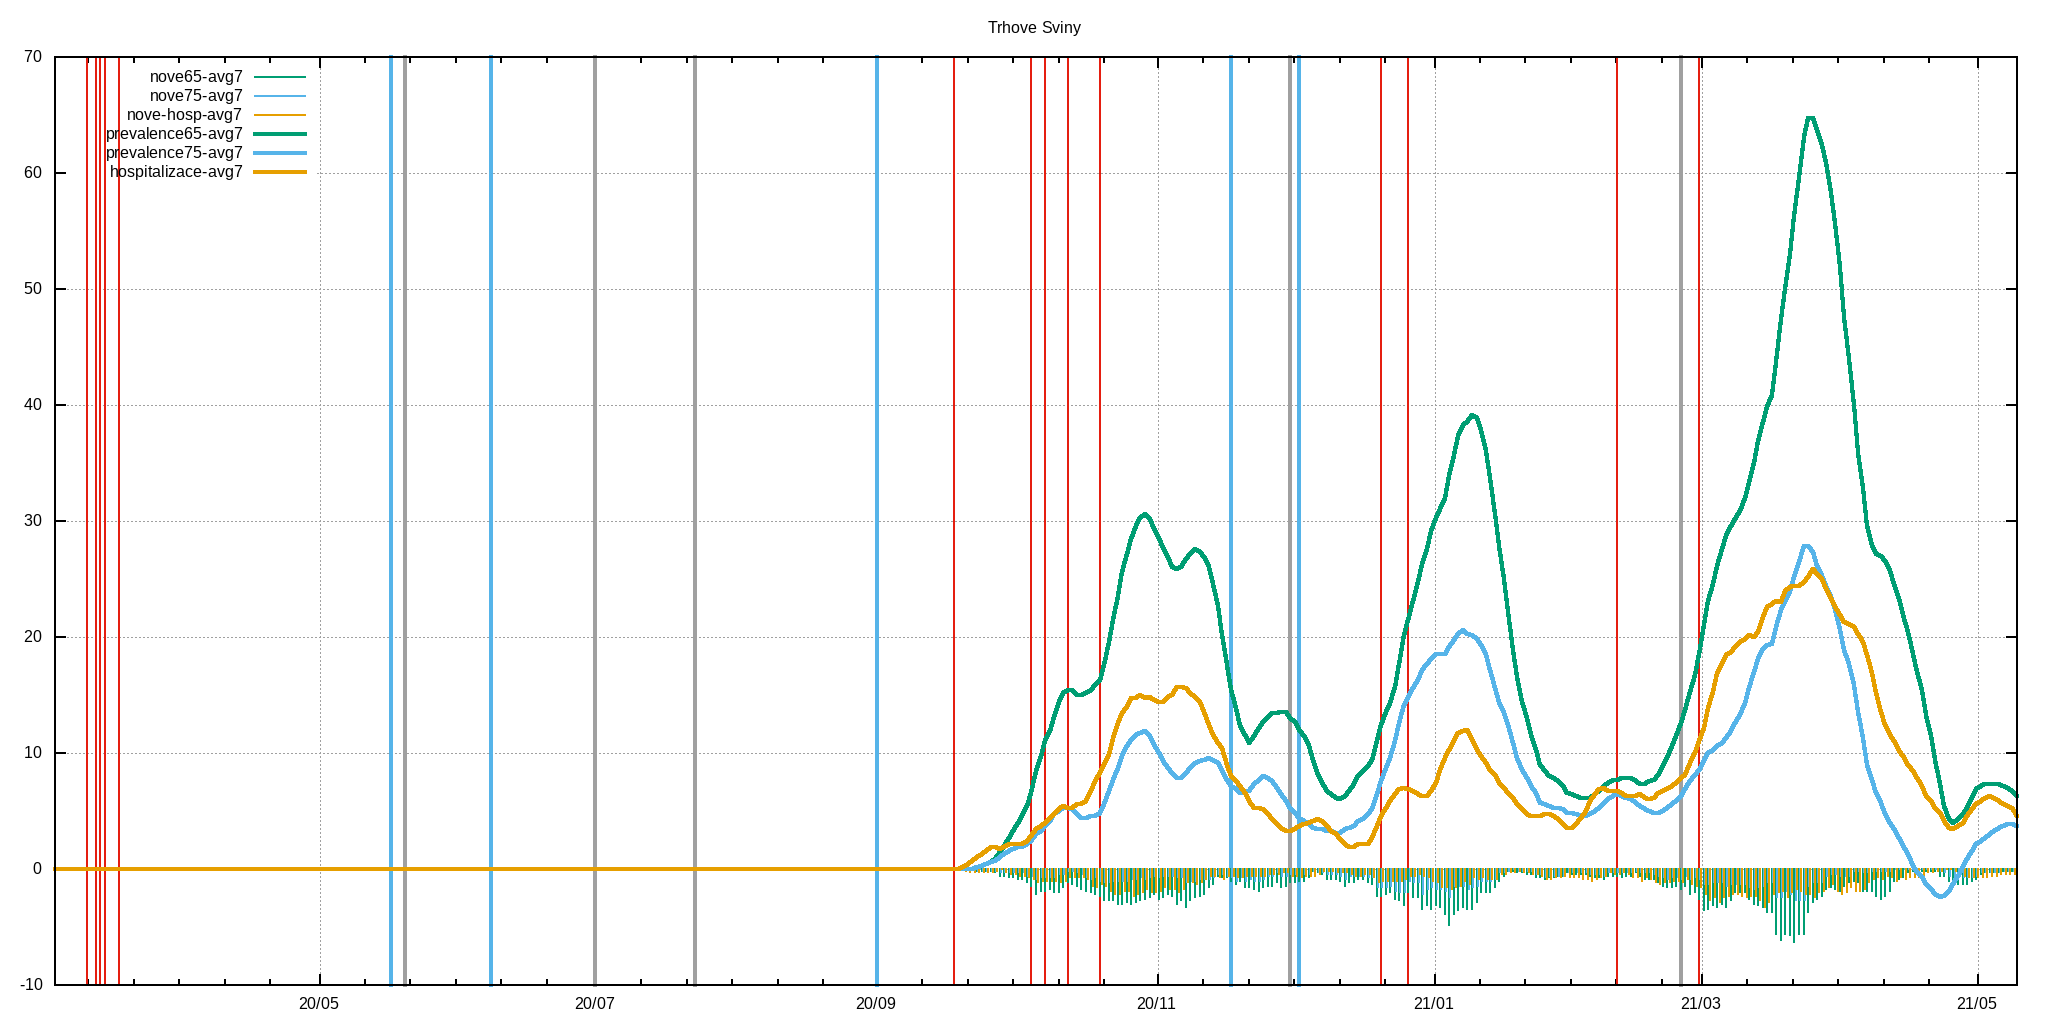 Trhove Sviny
70
60
50
40
30
20
10
0
-10
nove65-avg7
nove75-avg7
nove-hosp-avg7
prevalence65-avg7
prevalence75-avg7
hospitalizace-avg7
20/05 20/07 20/09 20/11 21/01 21/03 21/05